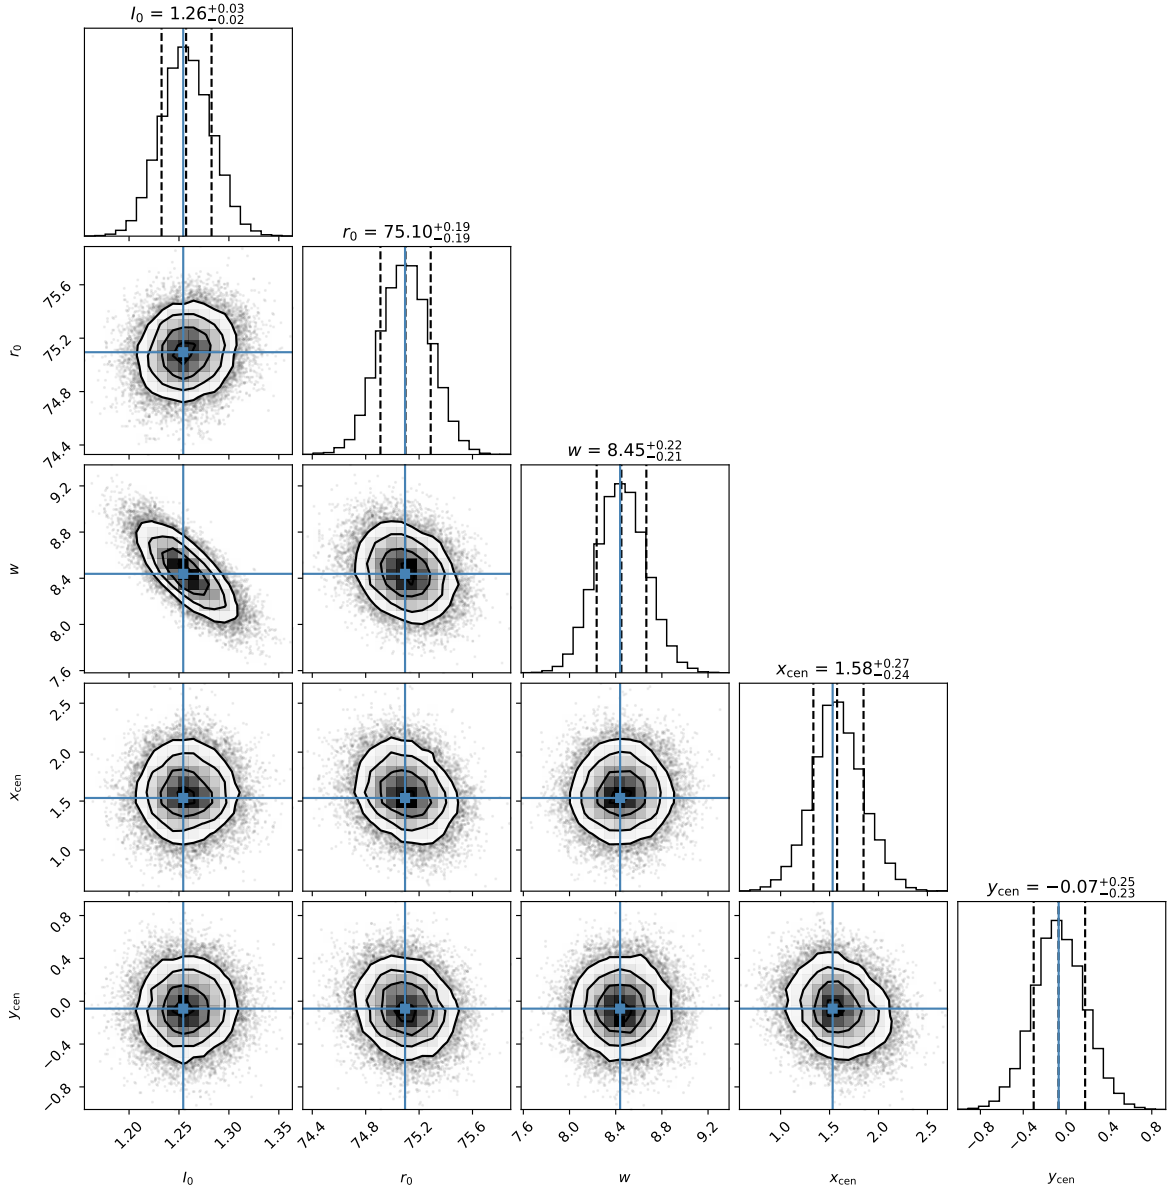 I₀ = 1.26⁺⁰·⁰³₋₀.₀₂
r₀ = 75.10⁺⁰·¹⁹₋₀.₁₉
75.6
75.2
74.8
74.4
r₀
w = 8.45⁺⁰·²²₋₀.₂₁
9.2
8.8
8.4
8.0
7.6
w
x_cen = 1.58⁺⁰·²⁷₋₀.₂₄
2.5
2.0
1.5
1.0
x_cen
y_cen = −0.07⁺⁰·²⁵₋₀.₂₃
0.8
0.4
0.0
−0.4
−0.8
y_cen
1.20 1.25 1.30 1.35 74.4 74.8 75.2 75.6 7.6 8.0 8.4 8.8 9.2 1.0 1.5 2.0 2.5 −0.8 −0.4 0.0 0.4 0.8
I₀ r₀ w x_cen y_cen